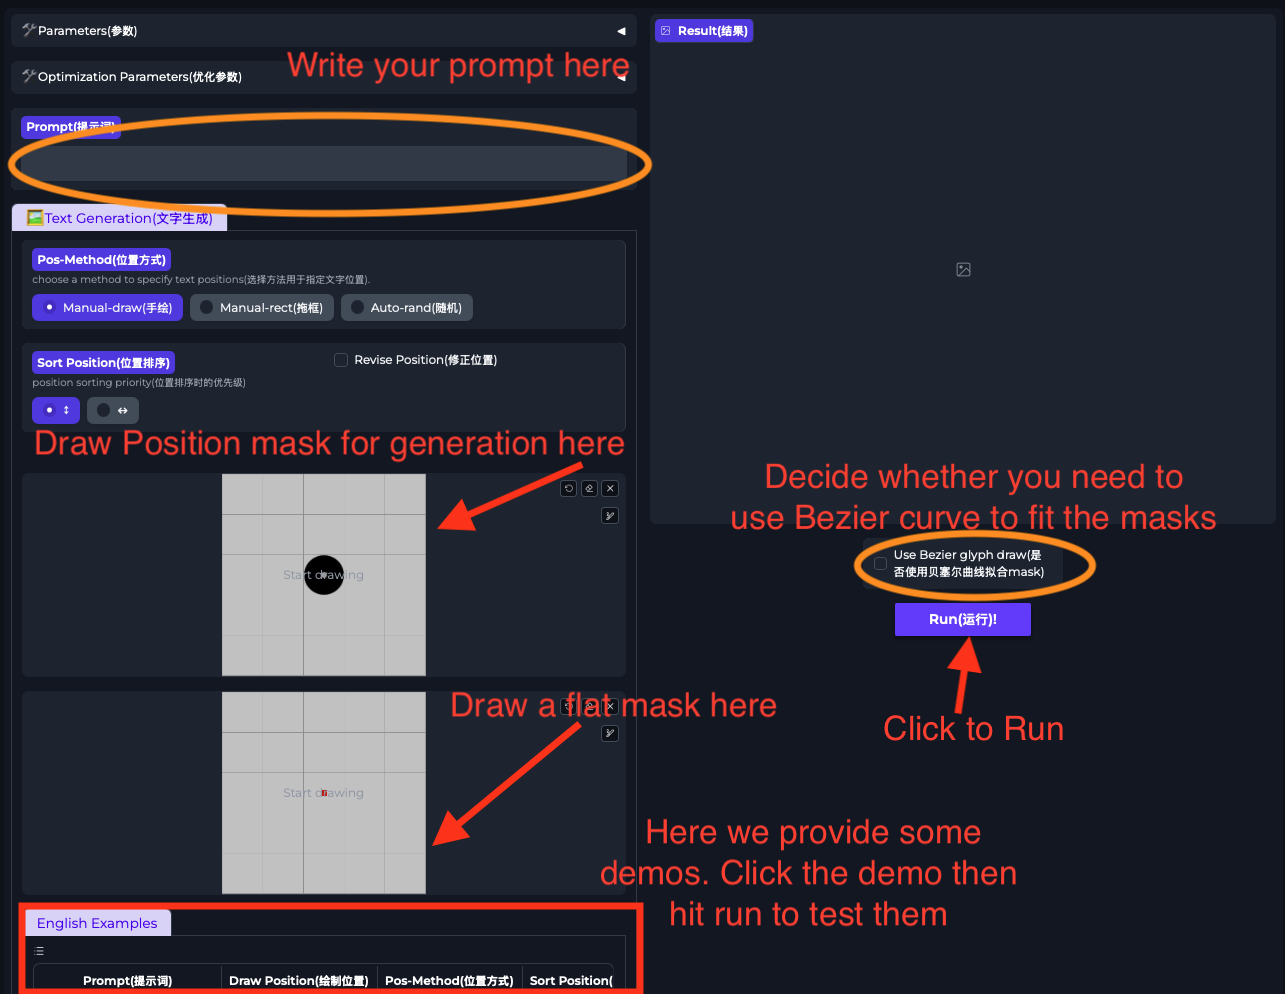 🛠Parameters(参数)
🛠Optimization Parameters(优化参数)
Write your prompt here
Prompt(提示词)
🖼Text Generation(文字生成)
Pos-Method(位置方式)
choose a method to specify text positions(选择方法用于指定文字位置).
Manual-draw(手绘)
Manual-rect(拖框)
Auto-rand(随机)
Sort Position(位置排序)
Revise Position(修正位置)
position sorting priority(位置排序时的优先级)
↕
↔
Draw Position mask for generation here
Start drawing
Draw a flat mask here
Start drawing
English Examples
Prompt(提示词)
Draw Position(绘制位置)
Pos-Method(位置方式)
Sort Position(
Result(结果)
Decide whether you need to
use Bezier curve to fit the masks
Use Bezier glyph draw(是
否使用贝塞尔曲线拟合mask)
Run(运行)!
Click to Run
Here we provide some
demos. Click the demo then
hit run to test them